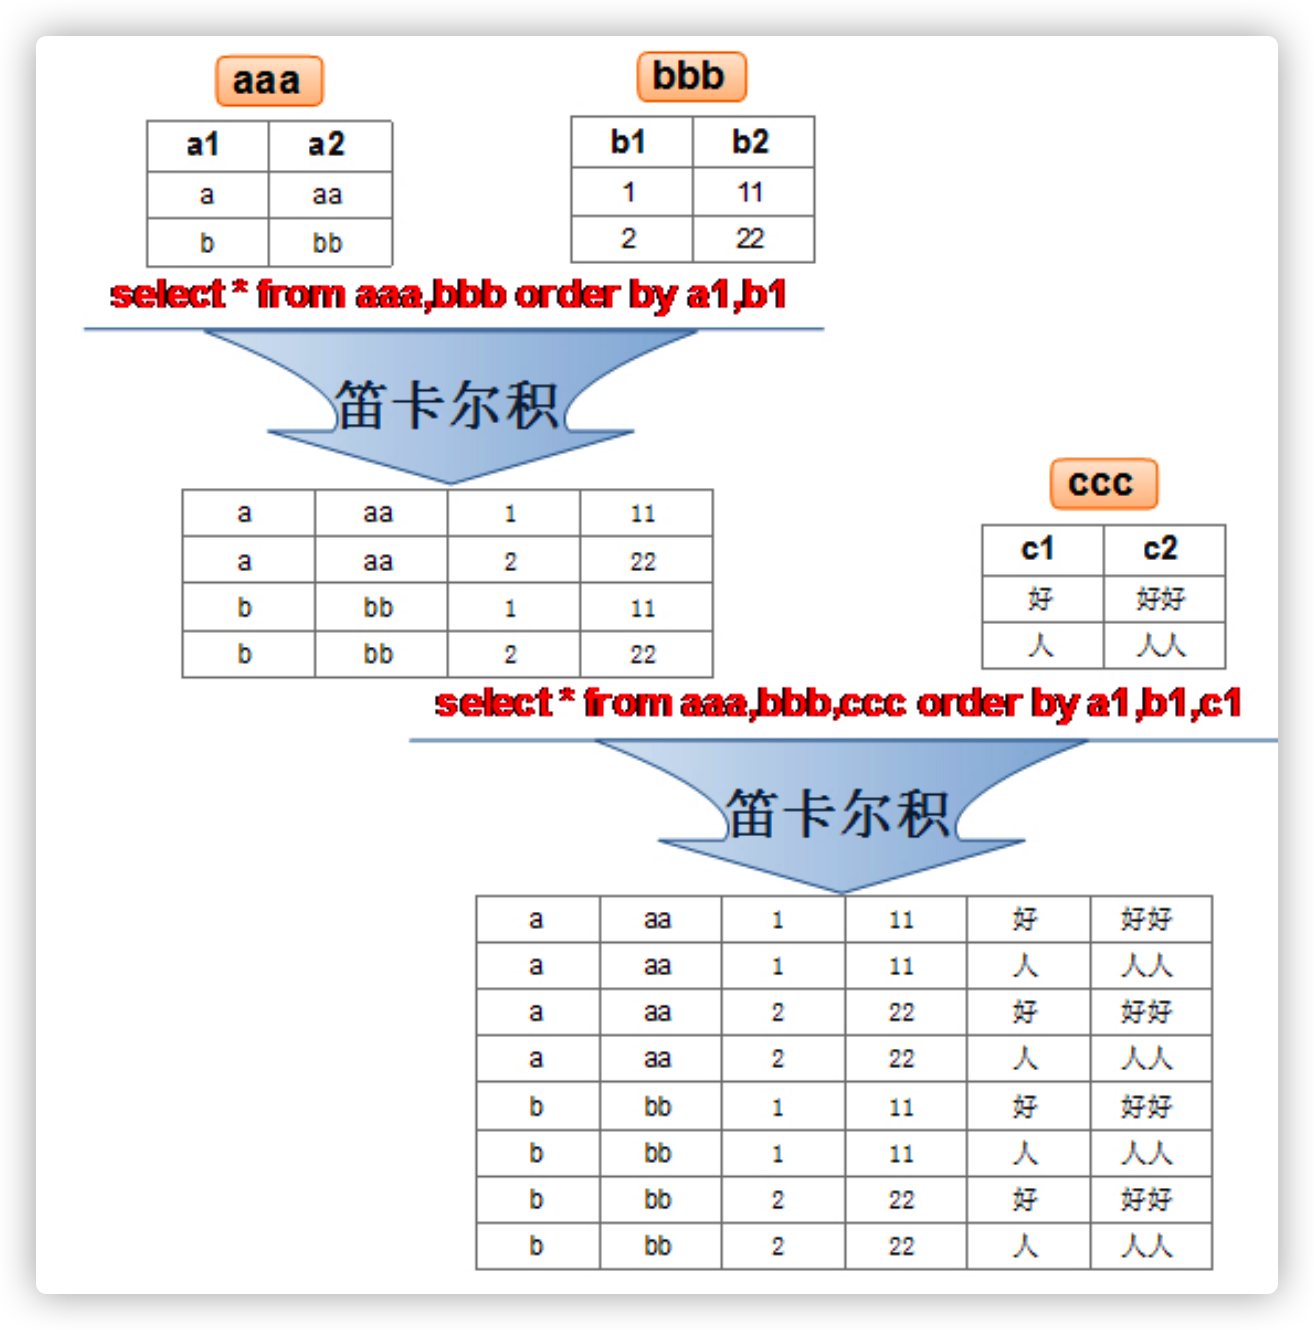 aaa bbb
a1 a2 b1 b2
a aa 1 11
b bb 2 22
select * from aaa,bbb order by a1,b1
笛卡尔积
a aa 1 11
a aa 2 22
b bb 1 11
b bb 2 22
ccc
c1 c2
好 好好
人 人人
select * from aaa,bbb,ccc order by a1,b1,c1
笛卡尔积
a aa 1 11 好 好好
a aa 1 11 人 人人
a aa 2 22 好 好好
a aa 2 22 人 人人
b bb 1 11 好 好好
b bb 1 11 人 人人
b bb 2 22 好 好好
b bb 2 22 人 人人